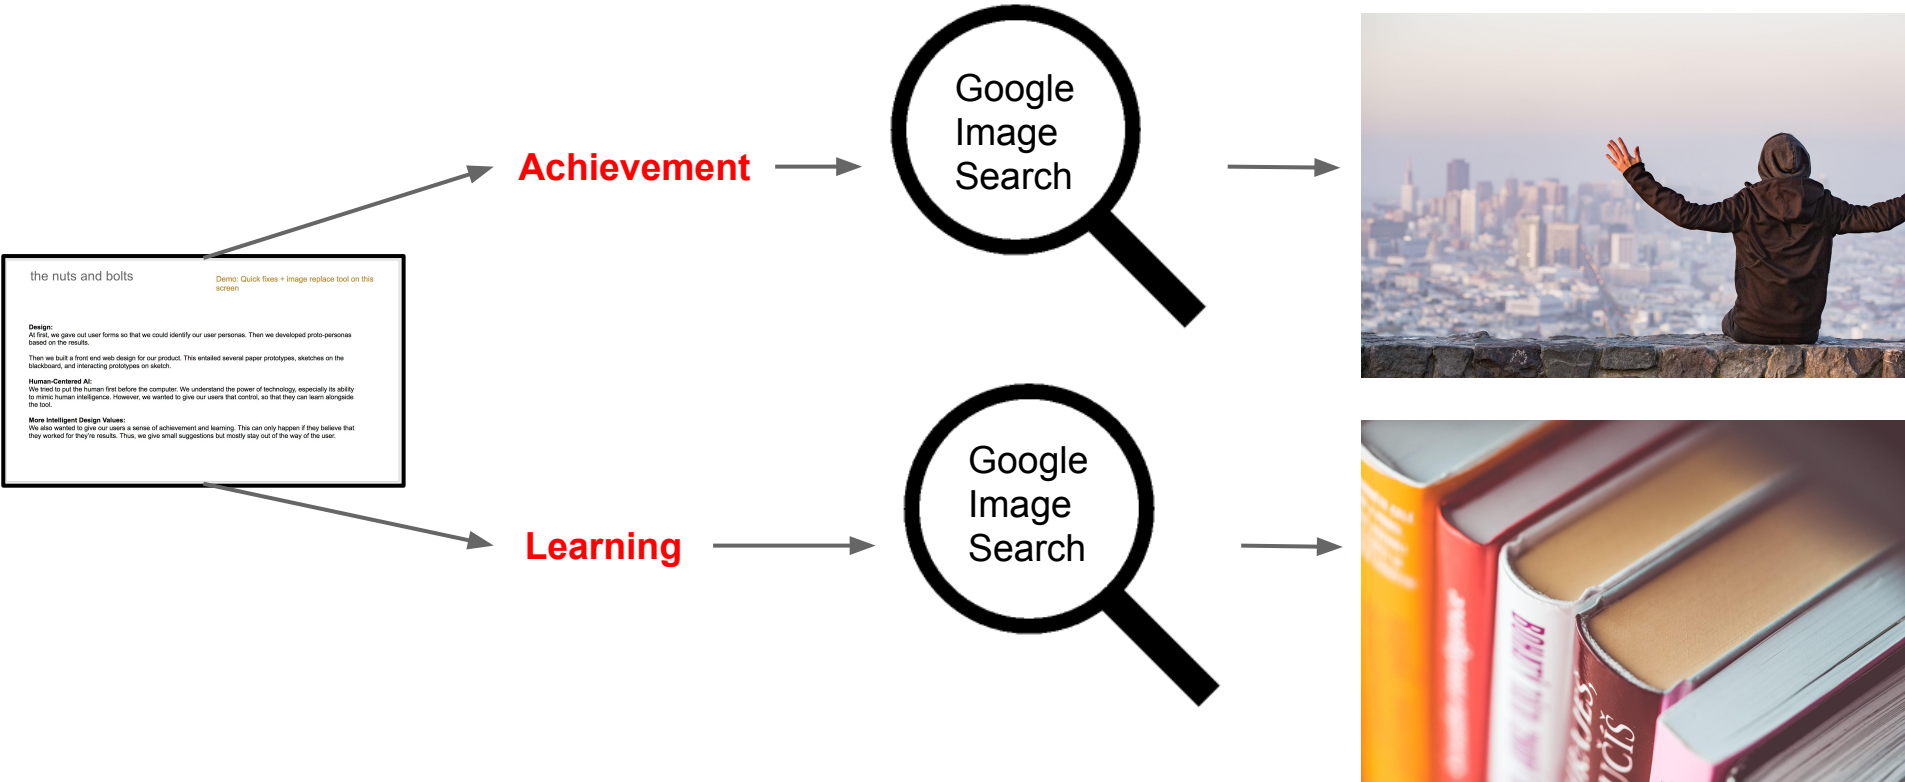 the nuts and bolts
Demo: Quick fixes + image replace tool on this
screen
Design:
At first, we gave out user forms so that we could identify our user personas. Then we developed proto-personas
based on the results.
Then we built a front end web design for our product. This entailed several paper prototypes, sketches on the
blackboard, and interacting prototypes on sketch.
Human-Centered AI:
We tried to put the human first before the computer. We understand the power of technology, especially its ability
to mimic human intelligence. However, we wanted to give our users that control, so that they can learn alongside
the tool.
More Intelligent Design Values:
We also wanted to give our users a sense of achievement and learning. This can only happen if they believe that
they worked for they're results. Thus, we give small suggestions but mostly stay out of the way of the user.
Achievement
Google
Image
Search
Learning
Google
Image
Search